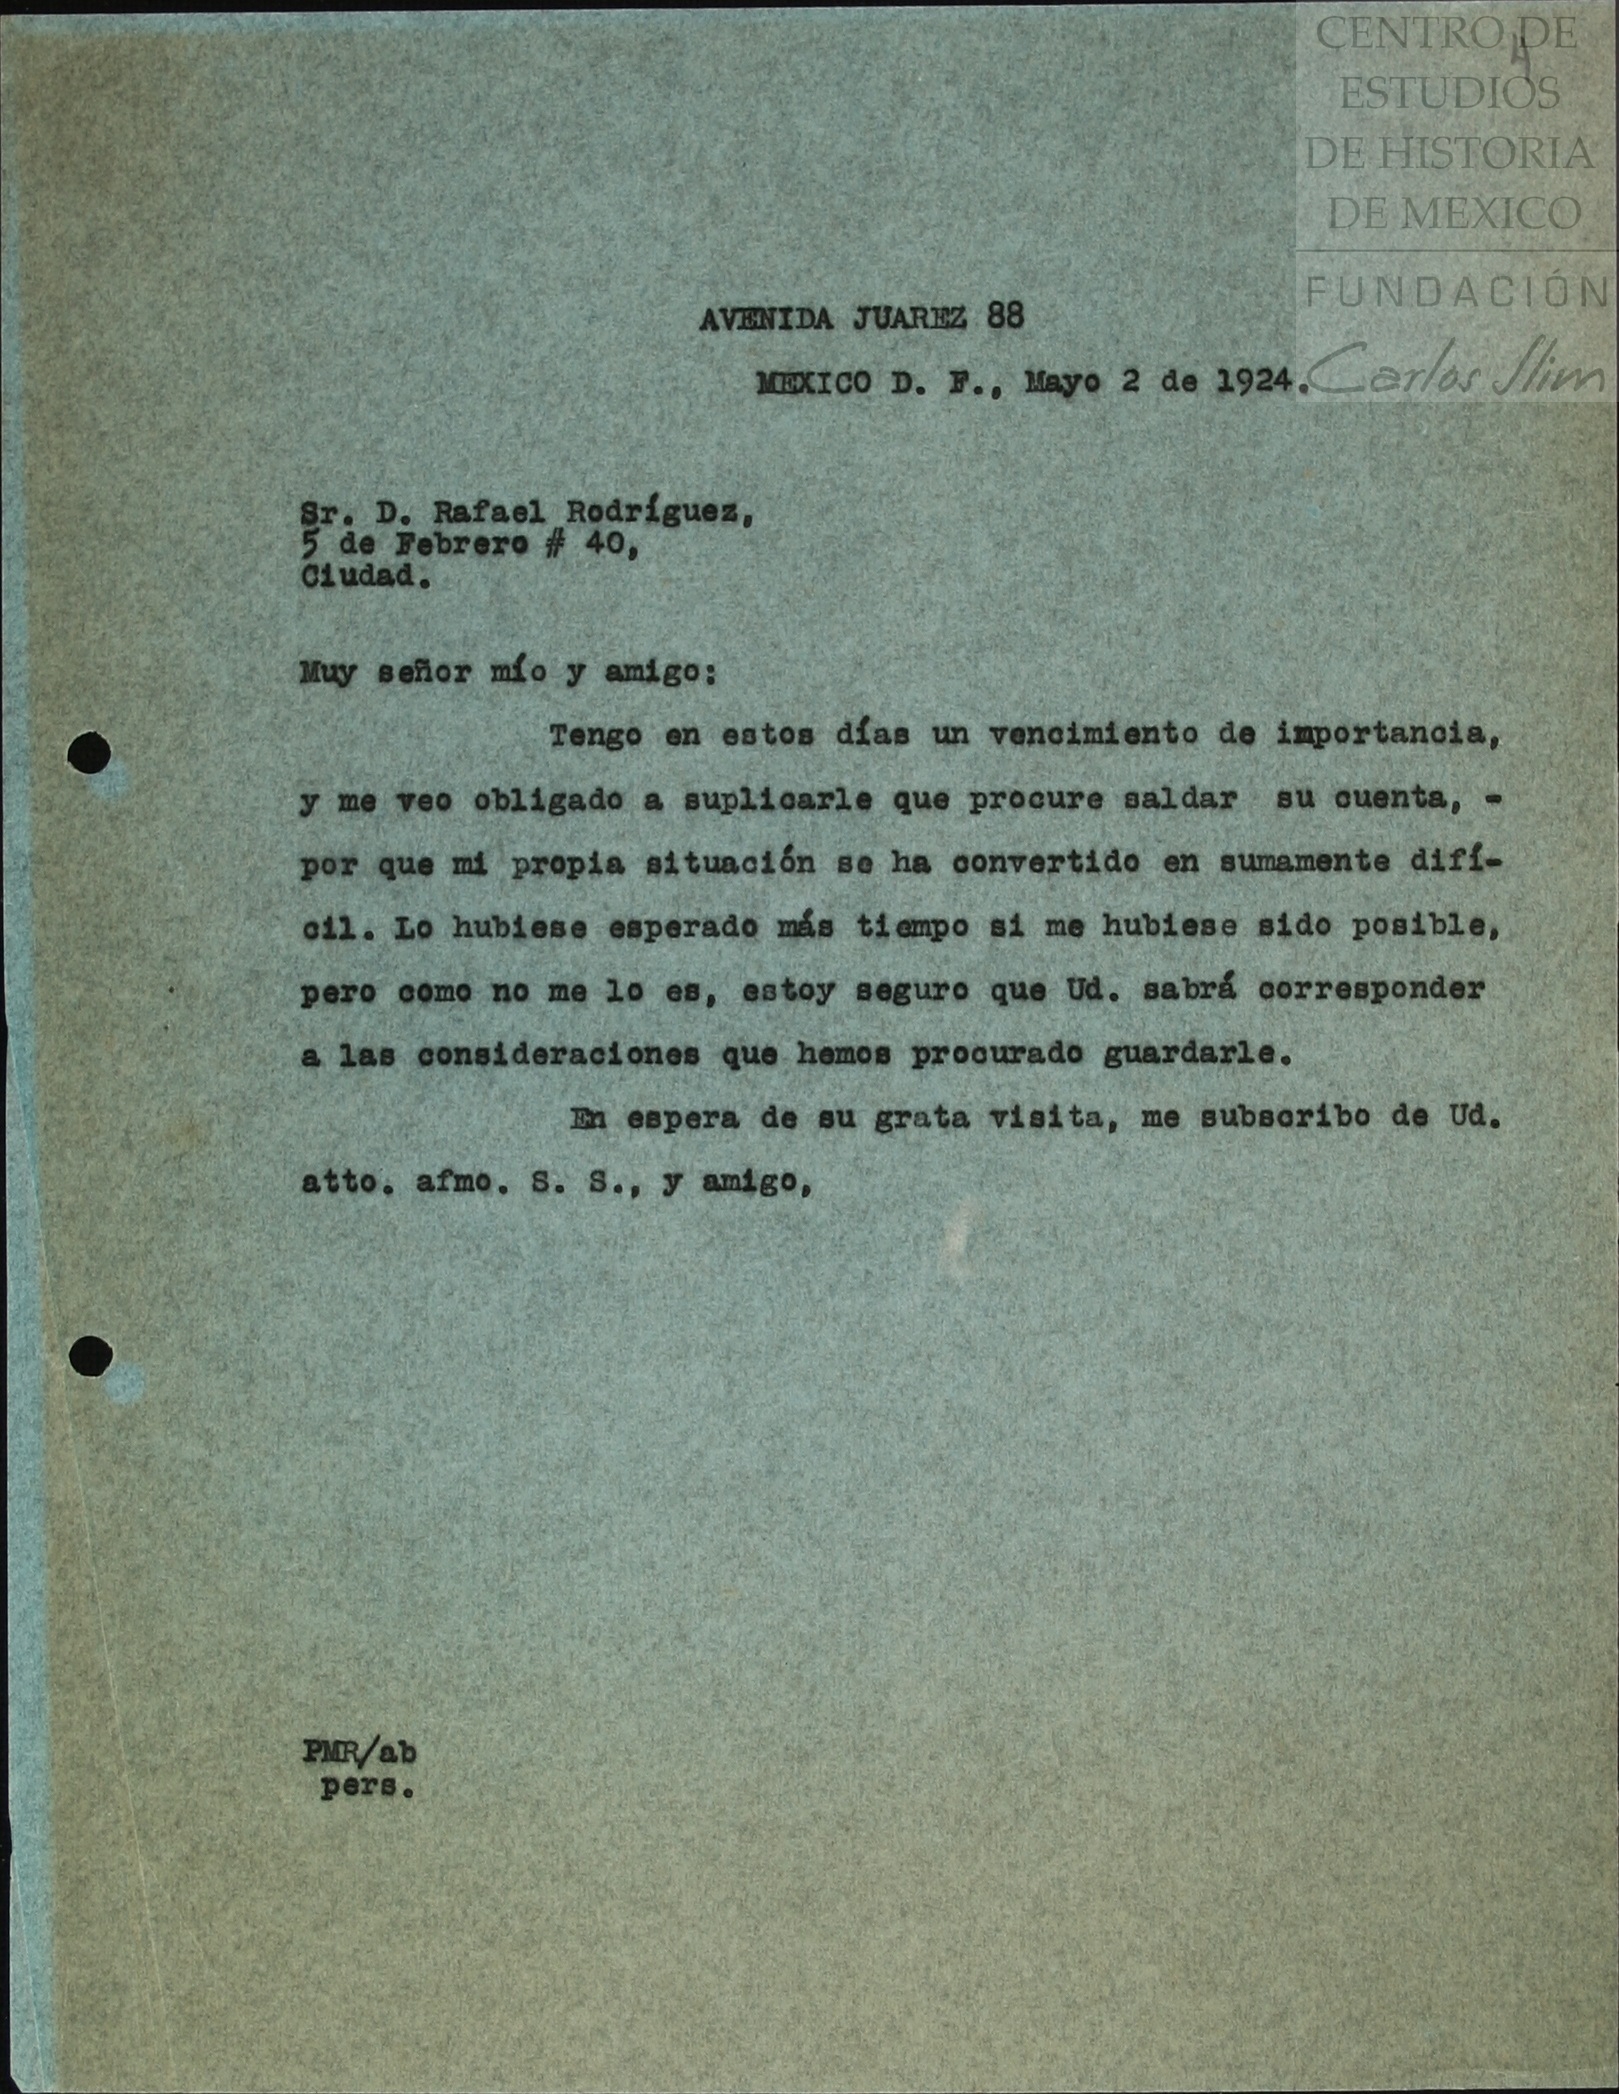 CENTRO DE
ESTUDIOS
DE HISTORIA
DE MEXICO
FUNDACIÓN
Carlos Slim
4
AVENIDA JUAREZ 88
MEXICO D. F., Mayo 2 de 1924.
Sr. D. Rafael Rodríguez,
5 de Febrero # 40,
Ciudad.
Muy señor mío y amigo:
Tengo en estos días un vencimiento de importancia,
y me veo obligado a suplicarle que procure saldar su cuenta, -
por que mi propia situación se ha convertido en sumamente difí-
cil. Lo hubiese esperado más tiempo si me hubiese sido posible,
pero como no me lo es, estoy seguro que Ud. sabrá corresponder
a las consideraciones que hemos procurado guardarle.
En espera de su grata visita, me subscribo de Ud.
atto. afmo. S. S., y amigo,
PMR/ab
pers.